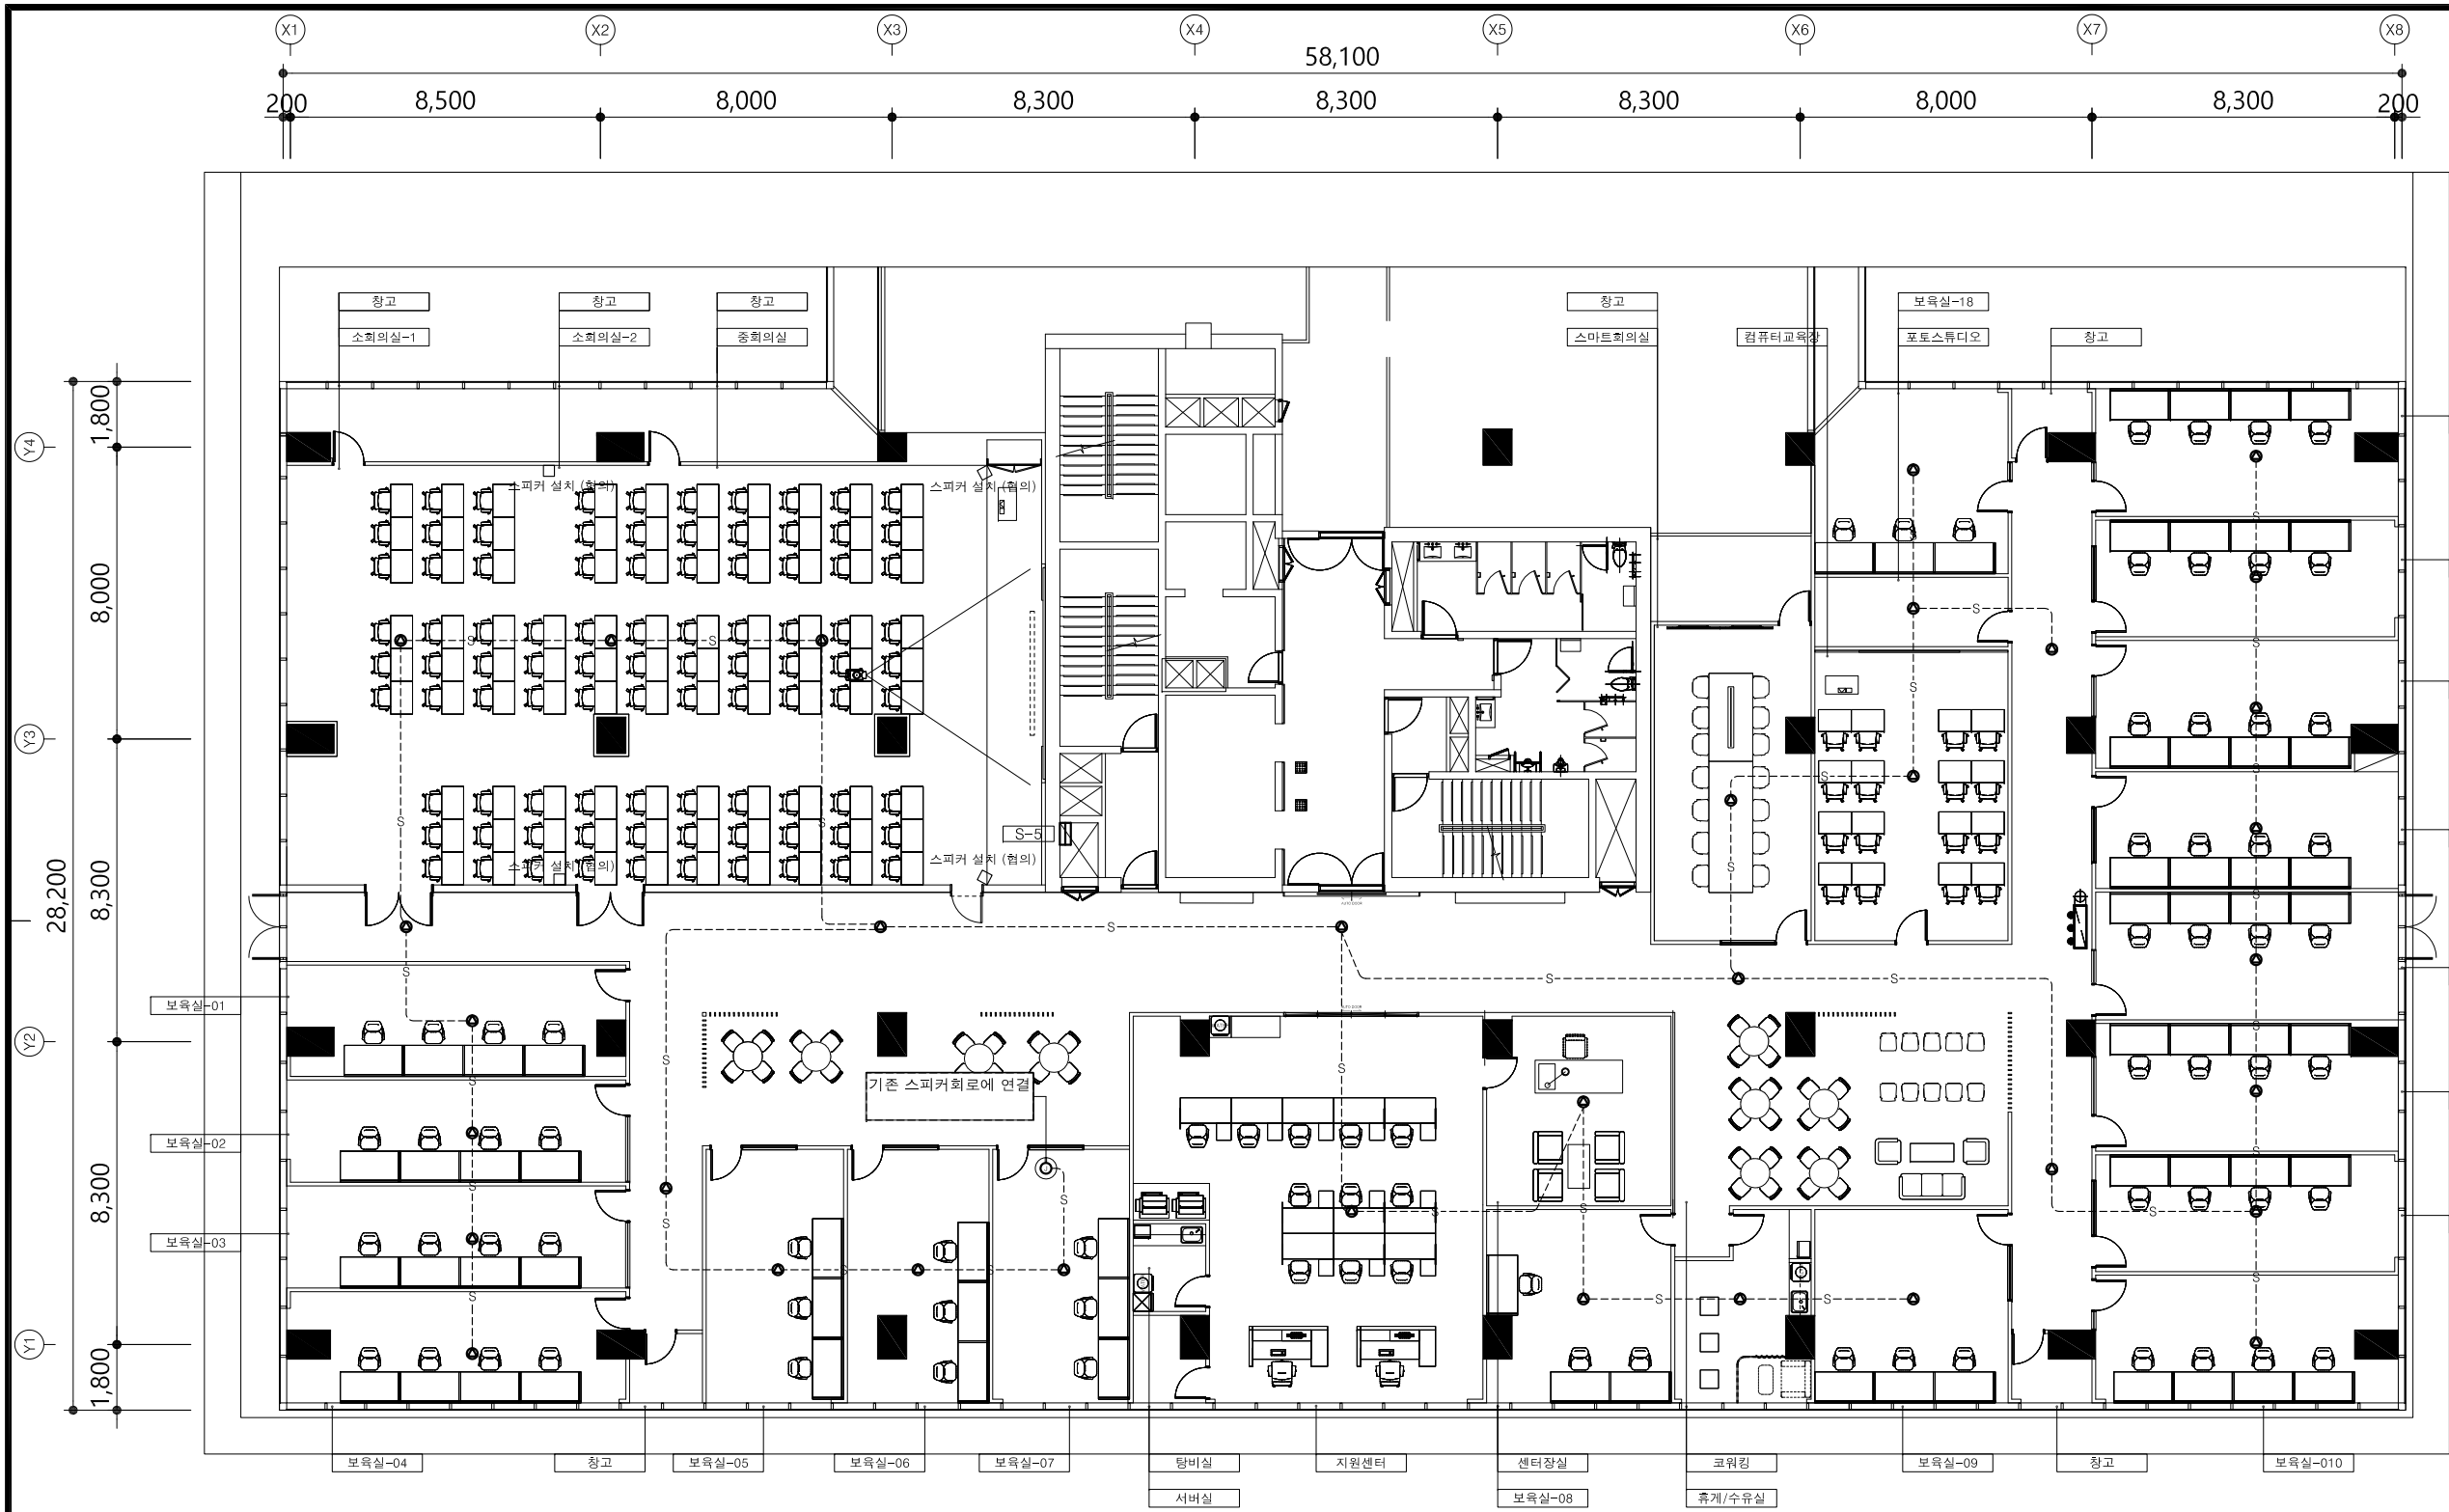 X1 X2 X3 X4 X5 X6 X7 X8
58,100
200 8,500 8,000 8,300 8,300 8,300 8,000 8,300 200
창고 창고 창고 창고 보육실-18
소회의실-1 소회의실-2 중회의실 스마트회의실 컴퓨터교육장 포토스튜디오 창고
1,800
Y4
스피커 설치 (협의) 스피커 설치 (협의)
S
8,000
S
S S S
S
S
Y3
S
S
S
S S S-5
스피커 설치 (협의) 스피커 설치 (협의)
S
28,200
8,300
S
S
S S S
보육실-01
Y2
기존 스피커회로에 연결
S S
S
보육실-02
S
S
8,300
S
S
S S S
보육실-03
S
S S S
S
S S
Y1
1,800
보육실-04 창고 보육실-05 보육실-06 보육실-07 탕비실 지원센터 센터장실 코워킹 보육실-09 창고 보육실-010
서버실 보육실-08 휴게/수유실